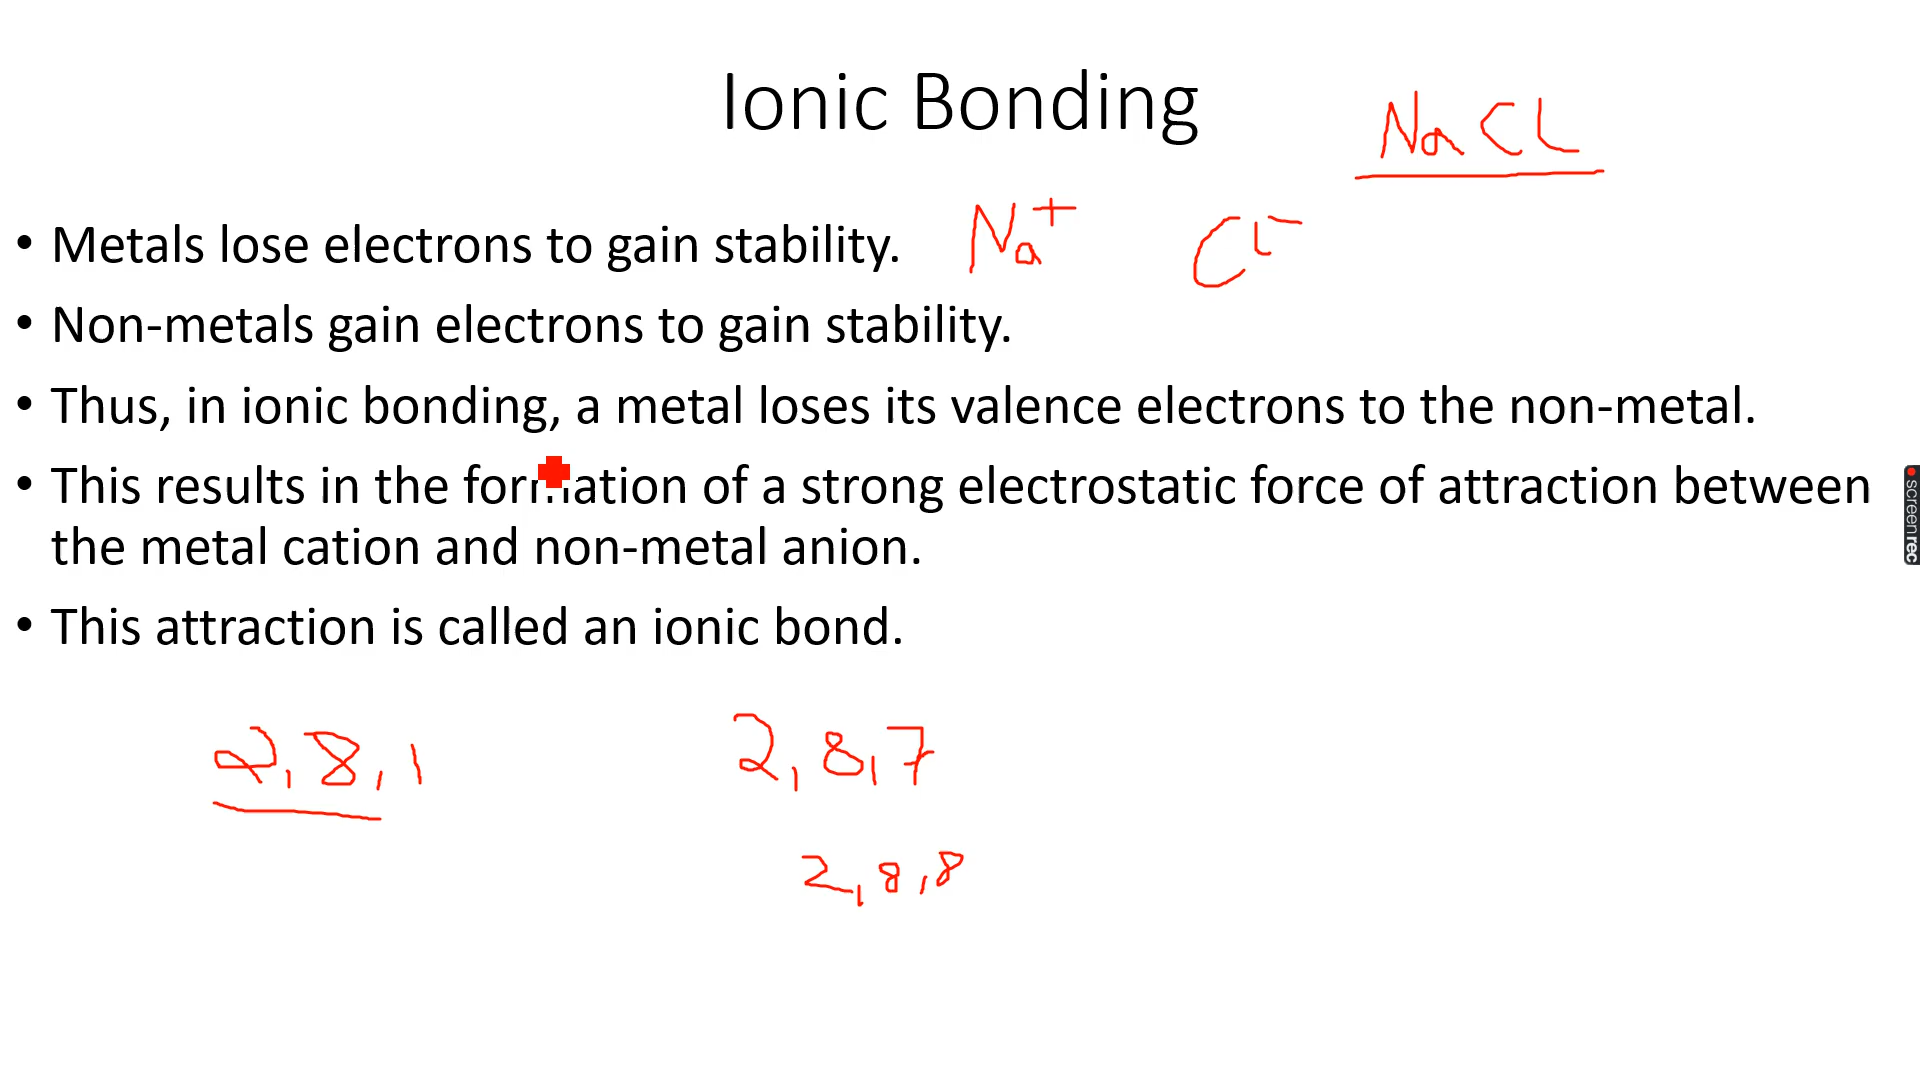 Ionic Bonding
NaCl
• Metals lose electrons to gain stability. Na+ Cl-
• Non-metals gain electrons to gain stability.
• Thus, in ionic bonding, a metal loses its valence electrons to the non-metal.
• This results in the formation of a strong electrostatic force of attraction between
the metal cation and non-metal anion.
• This attraction is called an ionic bond.
2,8,1 2,8,7
2,8,8
screenrec